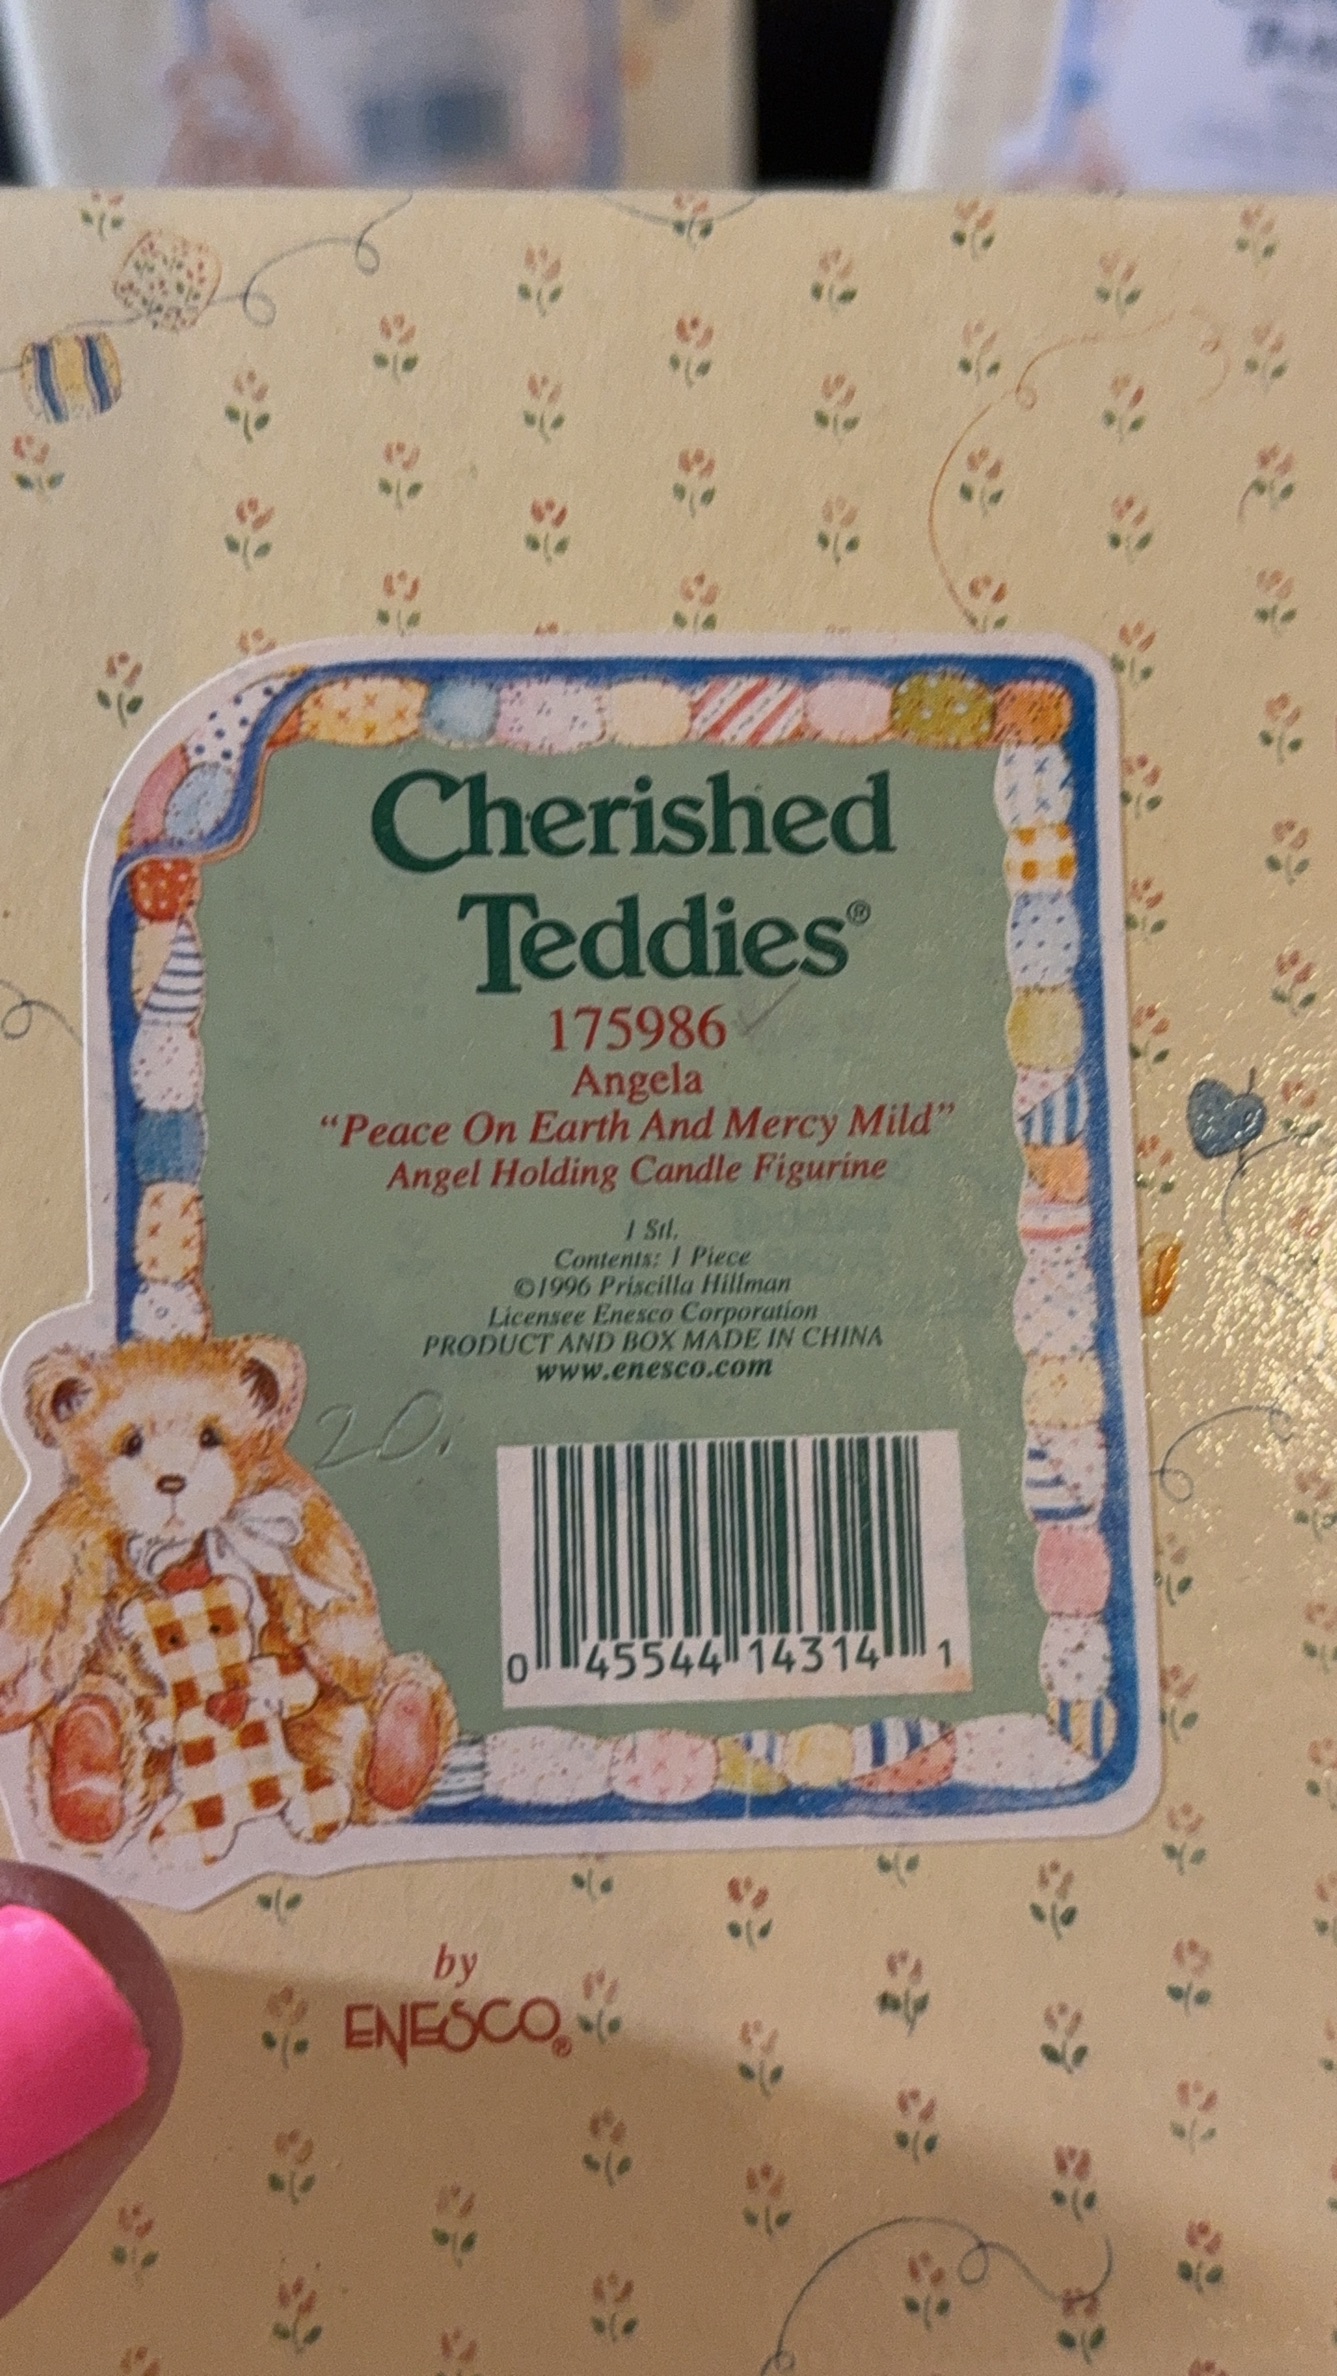 Cherished
Teddies®
175986
Angela
“Peace On Earth And Mercy Mild”
Angel Holding Candle Figurine
1 Stl.
Contents: 1 Piece
©1996 Priscilla Hillman
Licensee Enesco Corporation
PRODUCT AND BOX MADE IN CHINA
www.enesco.com
20.
0 45544 14314 1
by
ENESCO®